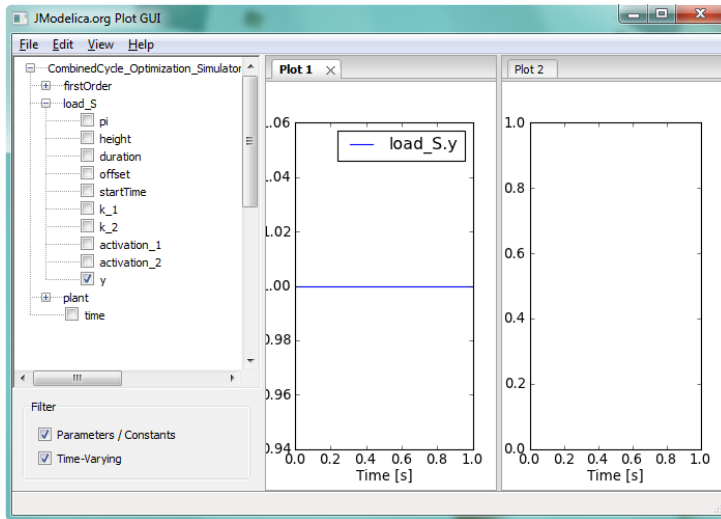 JModelica.org Plot GUI
File Edit View Help
CombinedCycle_Optimization_Simulator
firstOrder
load_S
pi
height
duration
offset
startTime
k_1
k_2
activation_1
activation_2
y
plant
time
Filter
Parameters / Constants
Time-Varying
Plot 1
1.06
1.04
1.02
1.00
0.98
0.96
0.94
load_S.y
0.0 0.2 0.4 0.6 0.8 1.0
Time [s]
Plot 2
1.0
0.8
0.6
0.4
0.2
0.0
0.0 0.2 0.4 0.6 0.8 1.0
Time [s]